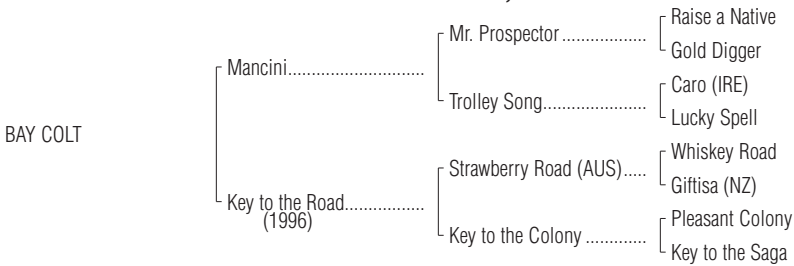 Raise a Native
Mr. Prospector..................
Gold Digger
Mancini.............................
Caro (IRE)
Trolley Song......................
Lucky Spell
BAY COLT
Whiskey Road
Strawberry Road (AUS).....
Giftisa (NZ)
Key to the Road.................
(1996)
Pleasant Colony
Key to the Colony .............
Key to the Saga